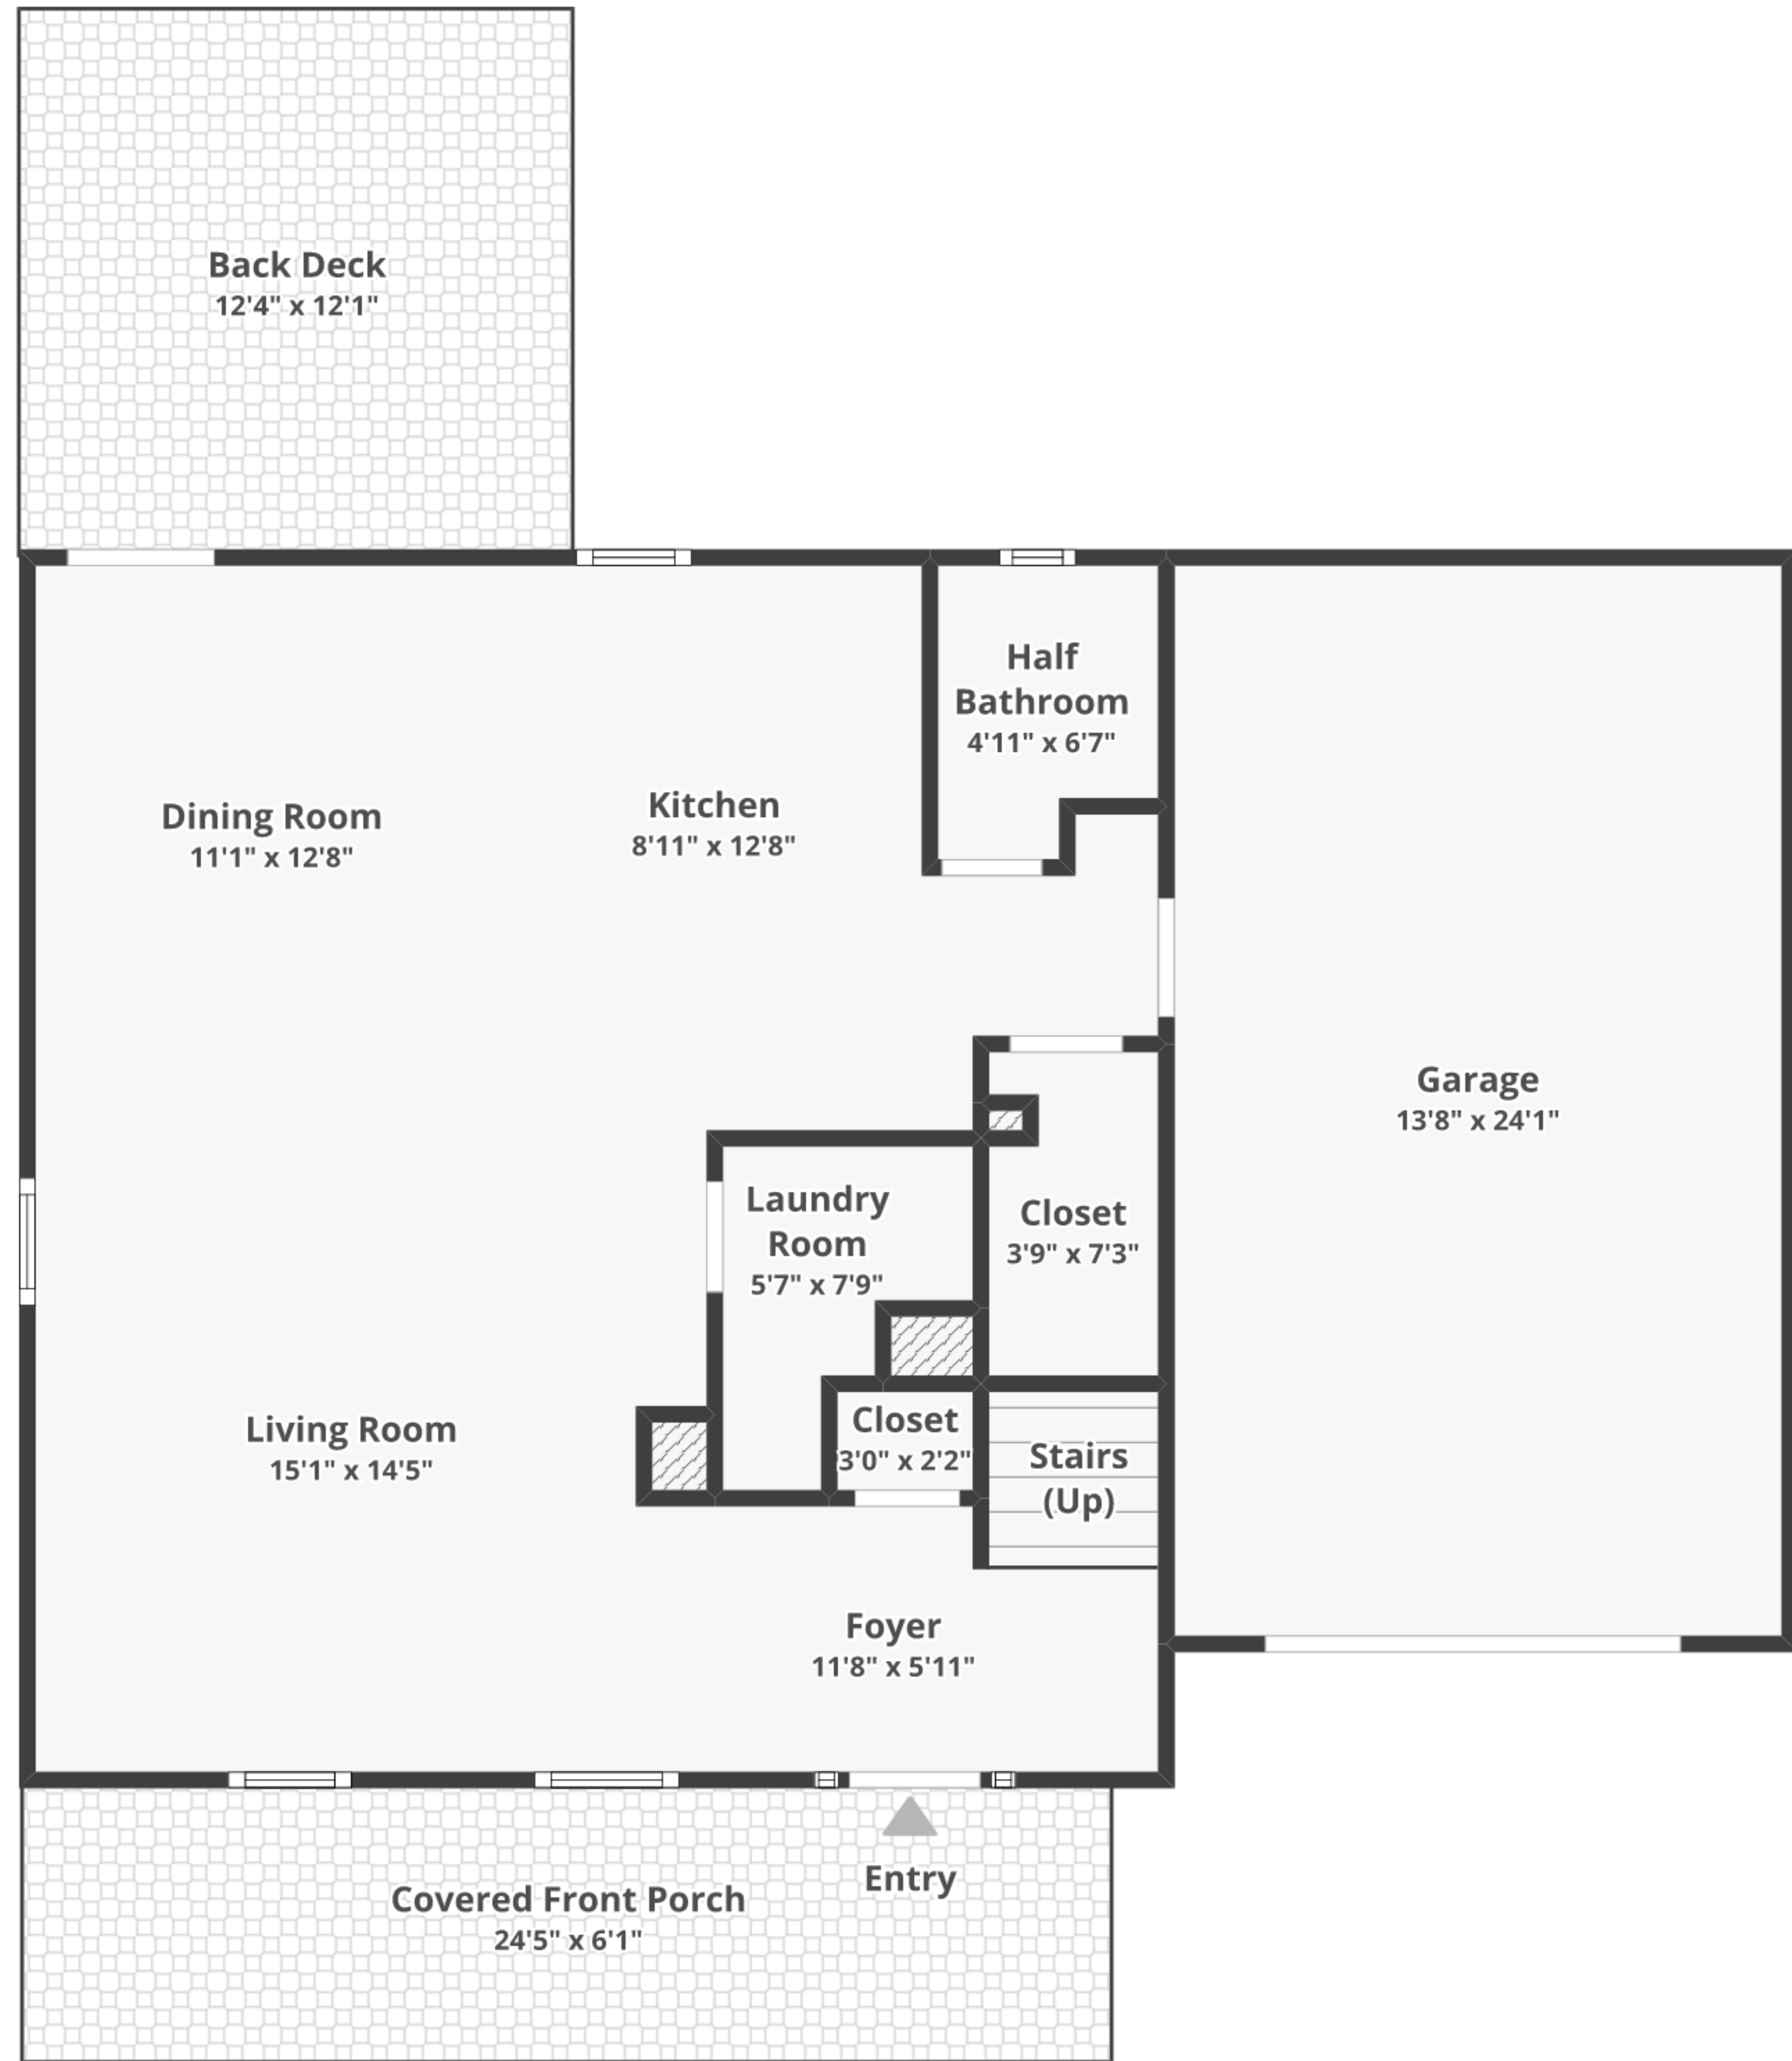 Back Deck
12'4" x 12'1"
Half
Bathroom
4'11" x 6'7"
Dining Room
11'1" x 12'8"
Kitchen
8'11" x 12'8"
Garage
13'8" x 24'1"
Laundry
Room
5'7" x 7'9"
Closet
3'9" x 7'3"
Living Room
15'1" x 14'5"
Closet
3'0" x 2'2"
Stairs
(Up)
Foyer
11'8" x 5'11"
Entry
Covered Front Porch
24'5" x 6'1"